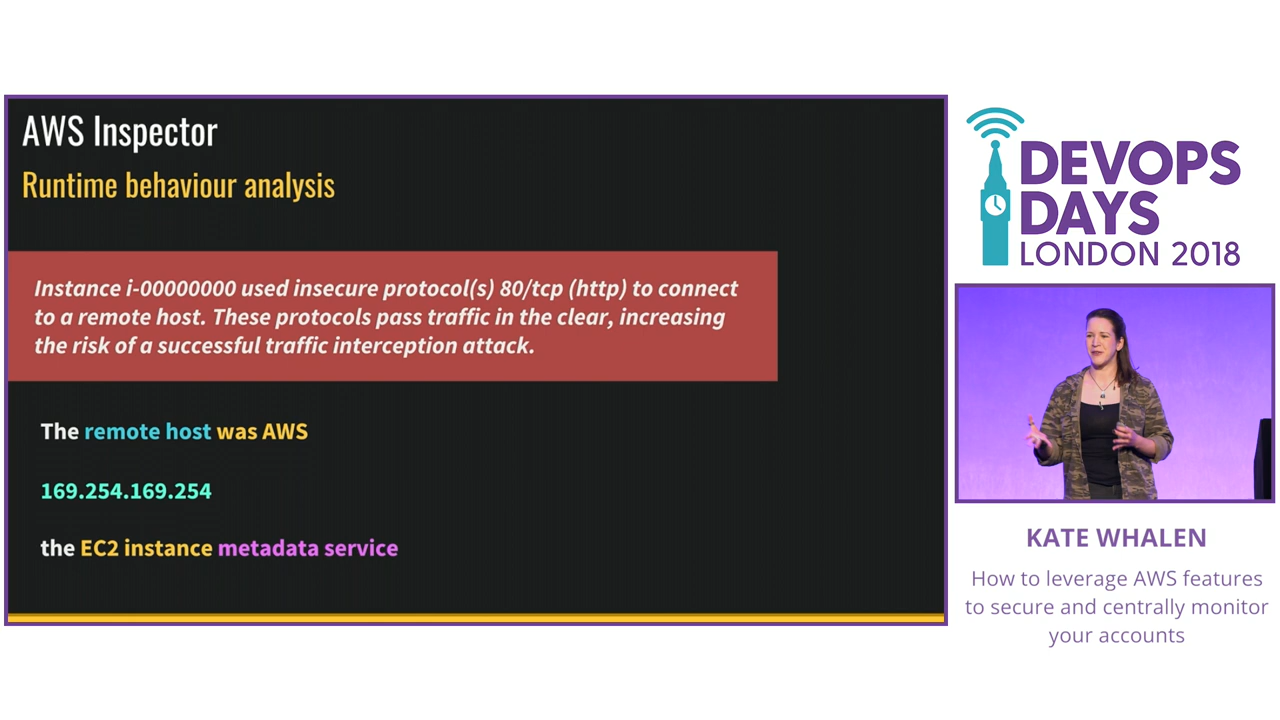 AWS Inspector
Runtime behaviour analysis
Instance i-00000000 used insecure protocol(s) 80/tcp (http) to connect
to a remote host. These protocols pass traffic in the clear, increasing
the risk of a successful traffic interception attack.
The remote host was AWS
169.254.169.254
the EC2 instance metadata service
DEVOPS
DAYS
LONDON 2018
KATE WHALEN
How to leverage AWS features
to secure and centrally monitor
your accounts